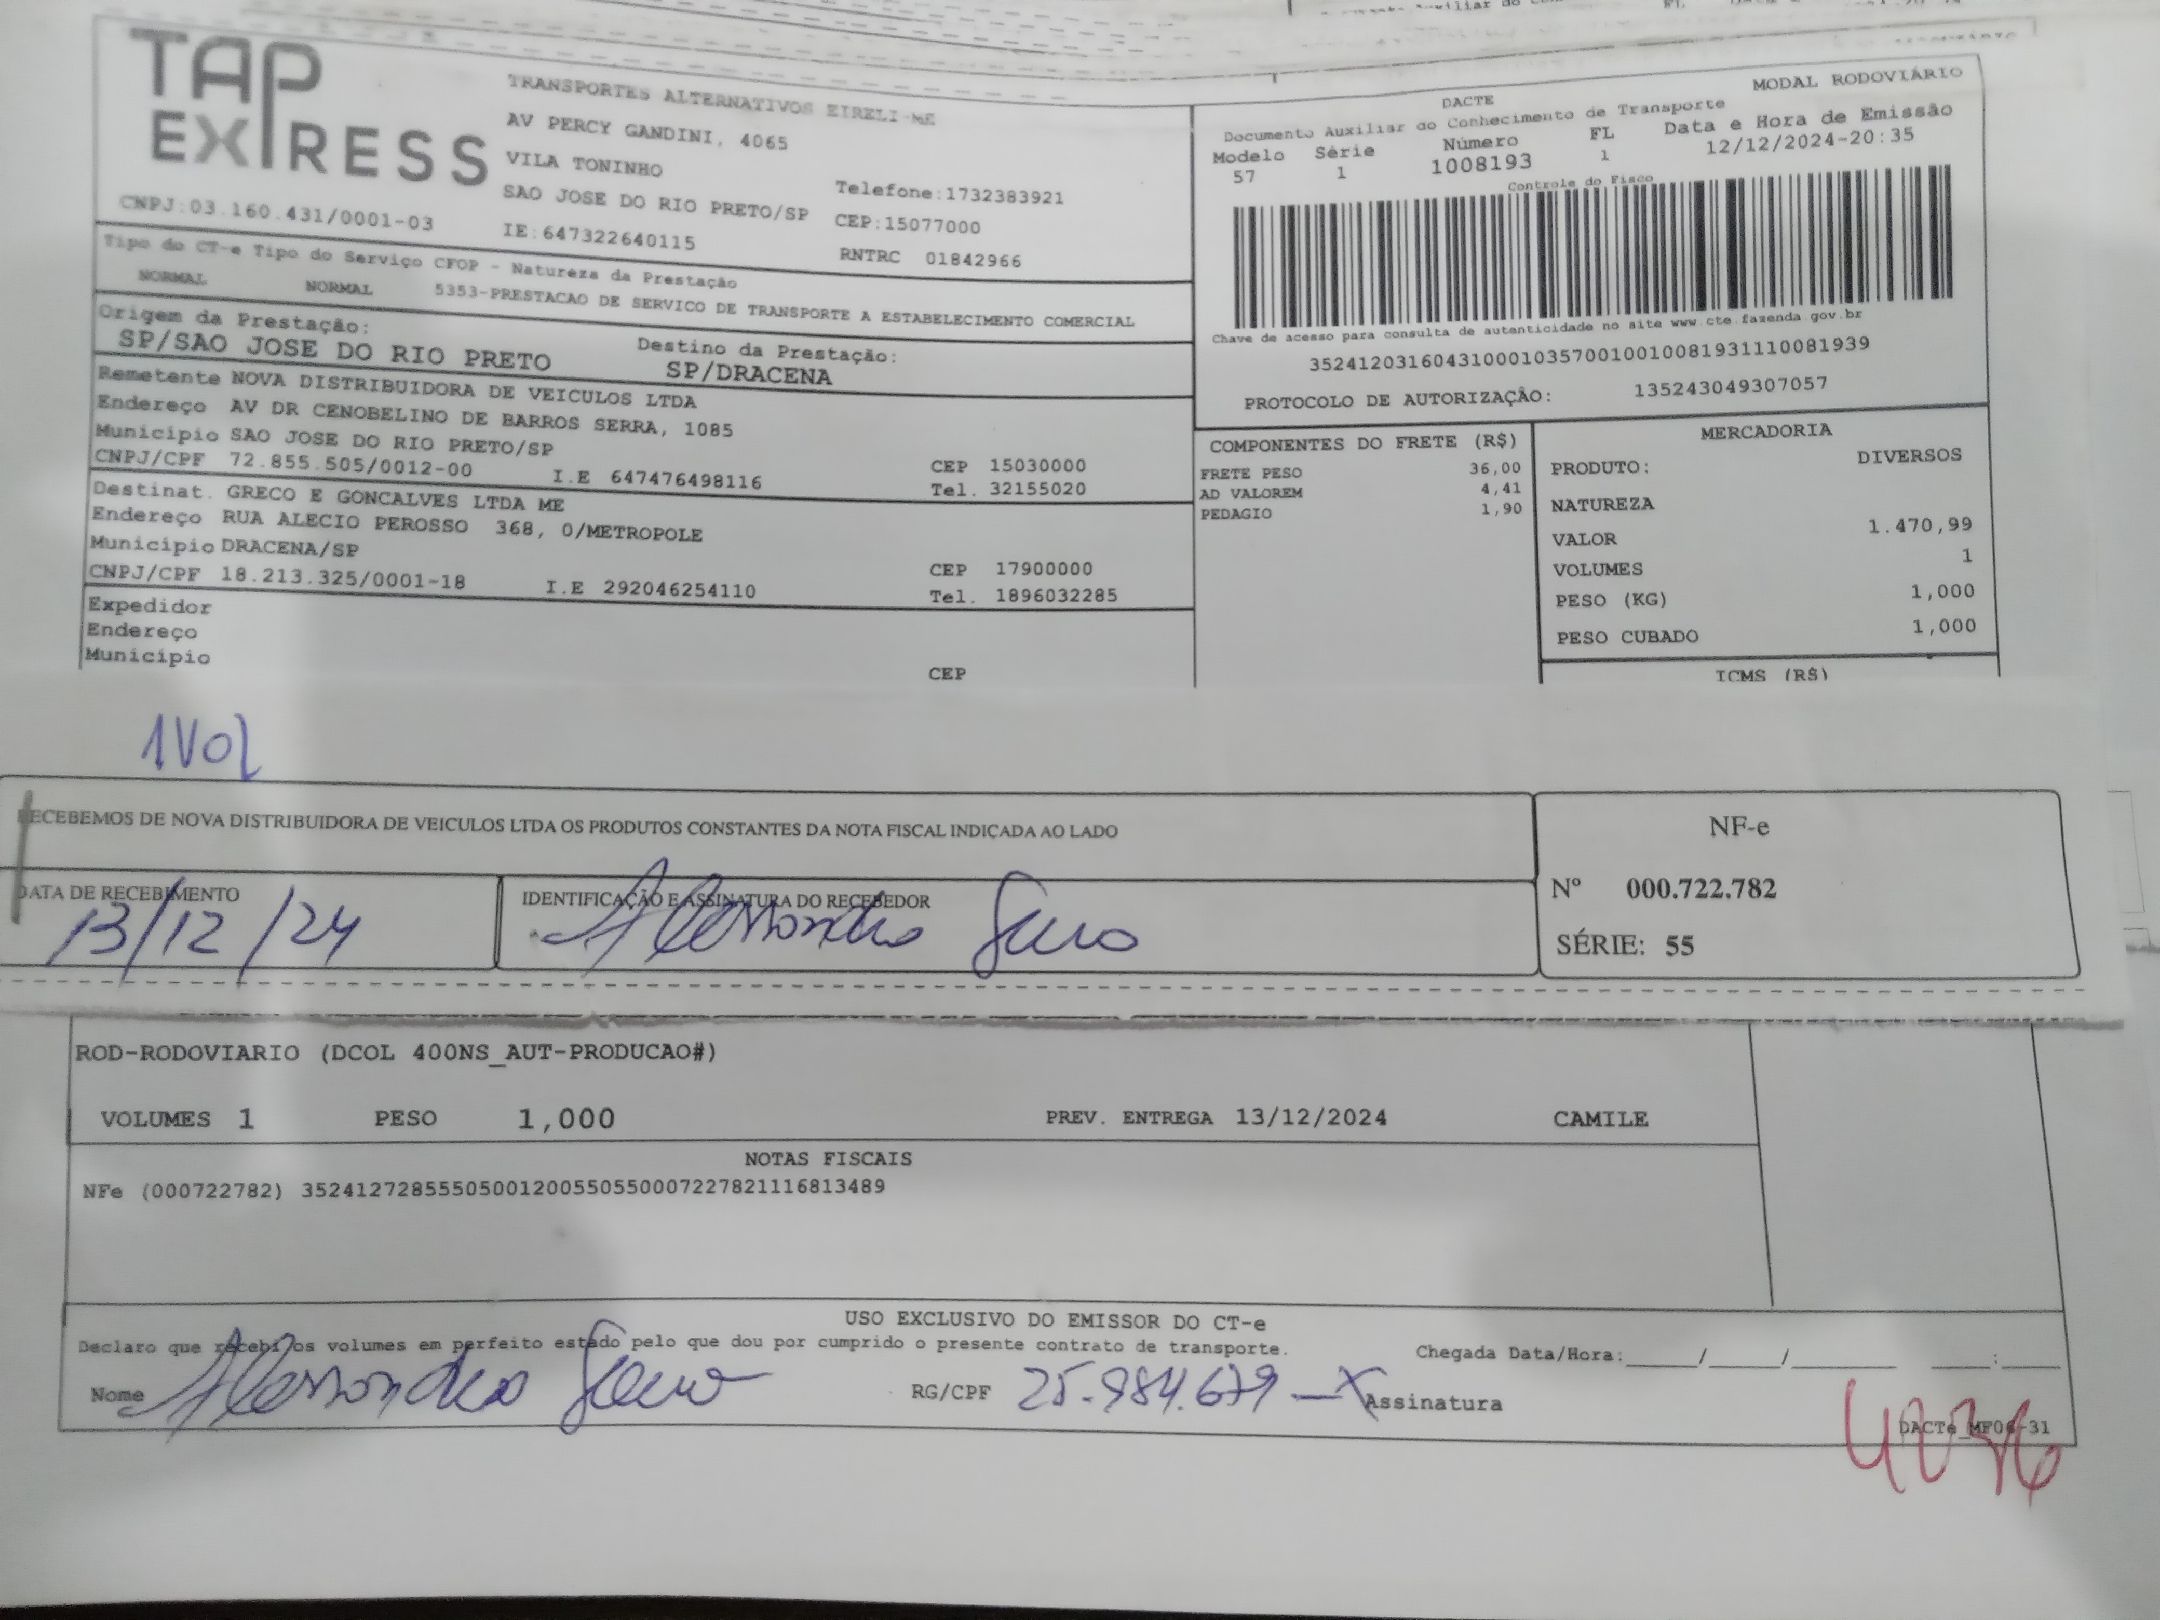 TAP
EXPRESS
CNPJ:03.160.431/0001-03
TRANSPORTES ALTERNATIVOS EIRELI-ME
AV PERCY GANDINI, 4065
VILA TONINHO
SAO JOSE DO RIO PRETO/SP
IE:647322640115
Telefone:1732383921
CEP:15077000
RNTRC 01842966
MODAL RODOVIÁRIO
DACTE
Documento Auxiliar do Conhecimento de Transporte
Modelo Série Número FL Data e Hora de Emissão
57 1 1008193 1 12/12/2024-20:35
Controle do Fisco
Chave de acesso para consulta de autenticidade no site www.cte.fazenda.gov.br
35241203160431000103570010010081931110081939
PROTOCOLO DE AUTORIZAÇÃO: 135243049307057
Tipo do CT-e Tipo do Serviço CFOP - Natureza da Prestação
NORMAL NORMAL 5353-PRESTACAO DE SERVICO DE TRANSPORTE A ESTABELECIMENTO COMERCIAL
Origem da Prestação: Destino da Prestação:
SP/SAO JOSE DO RIO PRETO SP/DRACENA
Remetente NOVA DISTRIBUIDORA DE VEICULOS LTDA
Endereço AV DR CENOBELINO DE BARROS SERRA, 1085
Município SAO JOSE DO RIO PRETO/SP CEP 15030000
CNPJ/CPF 72.855.505/0012-00 I.E 647476498116 Tel. 32155020
Destinat. GRECO E GONCALVES LTDA ME
Endereço RUA ALECIO PEROSSO 368, 0/METROPOLE
Município DRACENA/SP CEP 17900000
CNPJ/CPF 18.213.325/0001-18 I.E 292046254110 Tel. 1896032285
Expedidor
Endereço
Município CEP
COMPONENTES DO FRETE (R$)
FRETE PESO 36,00
AD VALOREM 4,41
PEDAGIO 1,90
MERCADORIA
PRODUTO: DIVERSOS
NATUREZA
VALOR 1.470,99
VOLUMES 1
PESO (KG) 1,000
PESO CUBADO 1,000
ICMS (R$)
1 VOL
RECEBEMOS DE NOVA DISTRIBUIDORA DE VEICULOS LTDA OS PRODUTOS CONSTANTES DA NOTA FISCAL INDICADA AO LADO
DATA DE RECEBIMENTO IDENTIFICAÇÃO E ASSINATURA DO RECEBEDOR
13/12/24
NF-e
Nº 000.722.782
SÉRIE: 55
ROD-RODOVIARIO (DCOL 400NS_AUT-PRODUCAO#)
VOLUMES 1 PESO 1,000 PREV. ENTREGA 13/12/2024 CAMILE
NOTAS FISCAIS
NFe (000722782) 35241272855505001200550550007227821116813489
USO EXCLUSIVO DO EMISSOR DO CT-e
Declaro que recebi os volumes em perfeito estado pelo que dou por cumprido o presente contrato de transporte. Chegada Data/Hora:_____/_____/_______ ____:____
Nome RG/CPF 25.984.679-X Assinatura
DACTe_MF06-31